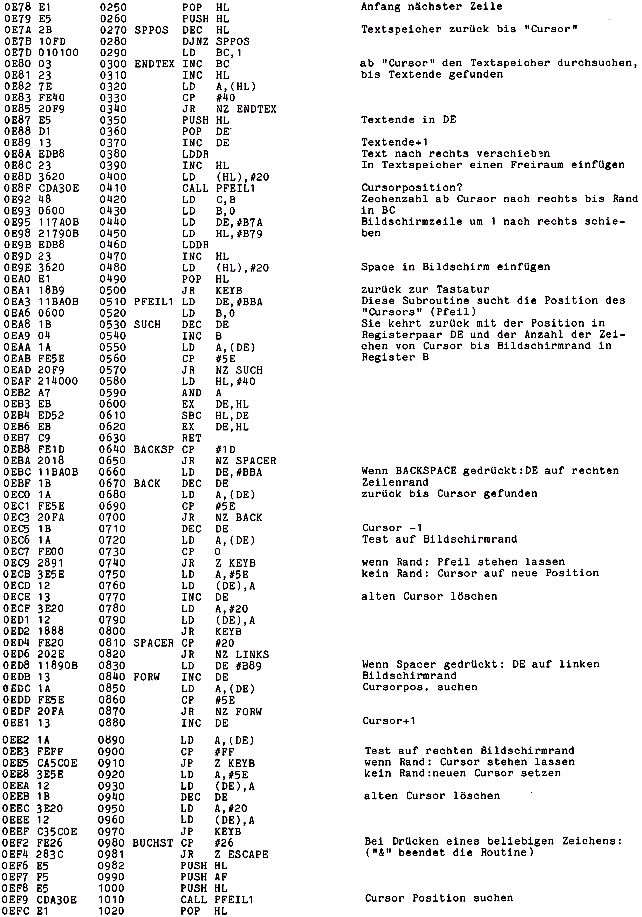 0E78 E1 0250 POP HL Anfang nächster Zeile
0E79 E5 0260 PUSH HL
0E7A 2B 0270 SPPOS DEC HL Textspeicher zurück bis "Cursor"
0E7B 10FD 0280 DJNZ SPPOS
0E7D 010100 0290 LD BC,1
0E80 03 0300 ENDTEX INC BC ab "Cursor" den Textspeicher durchsuchen,
0E81 23 0310 INC HL bis Textende gefunden
0E82 7E 0320 LD A,(HL)
0E83 FE40 0330 CP #40
0E85 20F9 0340 JR NZ ENDTEX
0E87 E5 0350 PUSH HL Textende in DE
0E88 D1 0360 POP DE
0E89 13 0370 INC DE Textende+1
0E8A EDB8 0380 LDDR Text nach rechts verschieben
0E8C 23 0390 INC HL In Textspeicher einen Freiraum einfügen
0E8D 3620 0400 LD (HL),#20
0E8F CDA30E 0410 CALL PFEIL1 Cursorposition?
0E92 48 0420 LD C,B Zechenzahl ab Cursor nach rechts bis Rand
0E93 0600 0430 LD B,0 in BC
0E95 117A0B 0440 LD DE,#B7A Bildschirmzeile um 1 nach rechts schie-
0E98 21790B 0450 LD HL,#B79 ben
0E9B EDB8 0460 LDDR
0E9D 23 0470 INC HL
0E9E 3620 0480 LD (HL),#20 Space in Bildschirm einfügen
0EA0 E1 0490 POP HL
0EA1 18B9 0500 JR KEYB zurück zur Tastatur
0EA3 11BA0B 0510 PFEIL1 LD DE,#BBA Diese Subroutine sucht die Position des
0EA6 0600 0520 LD B,0 "Cursors" (Pfeil)
0EA8 1B 0530 SUCH DEC DE Sie kehrt zurück mit der Position in
0EA9 04 0540 INC B Registerpaar DE und der Anzahl der Zei-
0EAA 1A 0550 LD A,(DE) chen von Cursor bis Bildschirmrand in
0EAB FE5E 0560 CP #5E Register B
0EAD 20F9 0570 JR NZ SUCH
0EAF 214000 0580 LD HL,#40
0EB2 A7 0590 AND A
0EB3 EB 0600 EX DE,HL
0EB4 ED52 0610 SBC HL,DE
0EB6 EB 0620 EX DE,HL
0EB7 C9 0630 RET
0EB8 FE1D 0640 BACKSP CP #1D
0EBA 2018 0650 JR NZ SPACER
0EBC 11BA0B 0660 LD DE,#BBA Wenn BACKSPACE gedrückt:DE auf rechten
0EBF 1B 0670 BACK DEC DE Zeilenrand
0EC0 1A 0680 LD A,(DE) zurück bis Cursor gefunden
0EC1 FE5E 0690 CP #5E
0EC3 20FA 0700 JR NZ BACK
0EC5 1B 0710 DEC DE Cursor -1
0EC6 1A 0720 LD A,(DE) Test auf Bildschirmrand
0EC7 FE00 0730 CP 0
0EC9 2891 0740 JR Z KEYB wenn Rand: Pfeil stehen lassen
0ECB 3E5E 0750 LD A,#5E kein Rand: Cursor auf neue Position
0ECD 12 0760 LD (DE),A
0ECE 13 0770 INC DE alten Cursor löschen
0ECF 3E20 0780 LD A,#20
0ED1 12 0790 LD (DE),A
0ED2 1888 0800 JR KEYB
0ED4 FE20 0810 SPACER CP #20
0ED6 202E 0820 JR NZ LINKS
0ED8 11890B 0830 LD DE #B89 Wenn Spacer gedrückt: DE auf linken
0EDB 13 0840 FORW INC DE Bildschirmrand
0EDC 1A 0850 LD A,(DE) Cursorpos. suchen
0EDD FE5E 0860 CP #5E
0EDF 20FA 0870 JR NZ FORW
0EE1 13 0880 INC DE Cursor+1
0EE2 1A 0890 LD A,(DE)
0EE3 FEFF 0900 CP #FF Test auf rechten Bildschirmrand
0EE5 CA5C0E 0910 JP Z KEYB wenn Rand: Cursor stehen lassen
0EE8 3E5E 0920 LD A,#5E kein Rand:neuen Cursor setzen
0EEA 12 0930 LD (DE),A
0EEB 1B 0940 DEC DE alten Cursor löschen
0EEC 3E20 0950 LD A,#20
0EEE 12 0960 LD (DE),A
0EEF C35C0E 0970 JP KEYB
0EF2 FE26 0980 BUCHST CP #26 Bei Drücken eines beliebigen Zeichens:
0EF4 283C 0981 JR Z ESCAPE ("&" beendet die Routine)
0EF6 E5 0982 PUSH HL
0EF7 F5 0990 PUSH AF
0EF8 E5 1000 PUSH HL
0EF9 CDA30E 1010 CALL PFEIL1 Cursor Position suchen
0EFC E1 1020 POP HL